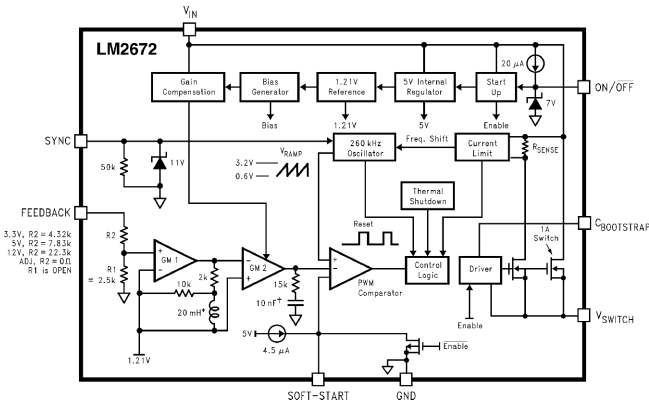 V_IN
LM2672
20 μA
Gain
Compensation
Bias
Generator
1.21V
Reference
5V Internal
Regulator
Start
Up
ON/O̅F̅F̅
7V
Bias
1.21V
5V
Enable
SYNC
50k
11V
V_RAMP
3.2V
0.6V
260 kHz
Oscillator
Freq. Shift
Current
Limit
R_SENSE
Thermal
Shutdown
FEEDBACK
3.3V, R2 = 4.32k
5V, R2 = 7.83k
12V, R2 = 22.3k
ADJ, R2 = 0Ω
R1 is OPEN
R2
R1
= 2.5k
+
−
GM 1
2k
10k
20 mH⁺
1.21V
−
+
GM 2
15k
10 nF⁺
Reset
+
−
PWM
Comparator
Control
Logic
1A
Switch
C_BOOTSTRAP
Driver
Enable
V_SWITCH
5V
4.5 μA
E̅n̅a̅b̅l̅e̅
SOFT-START
GND